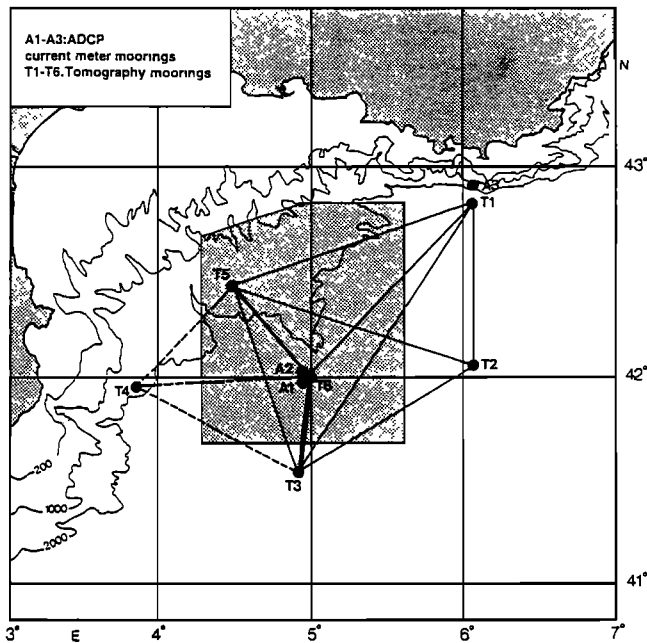 A1-A3:ADCP
current meter moorings
T1-T6.Tomography moorings
N
43°
A3
T1
T5
A2
T2
42°
T4
A1
T6
T3
200
1000
2000
41°
3°
E
4°
5°
6°
7°